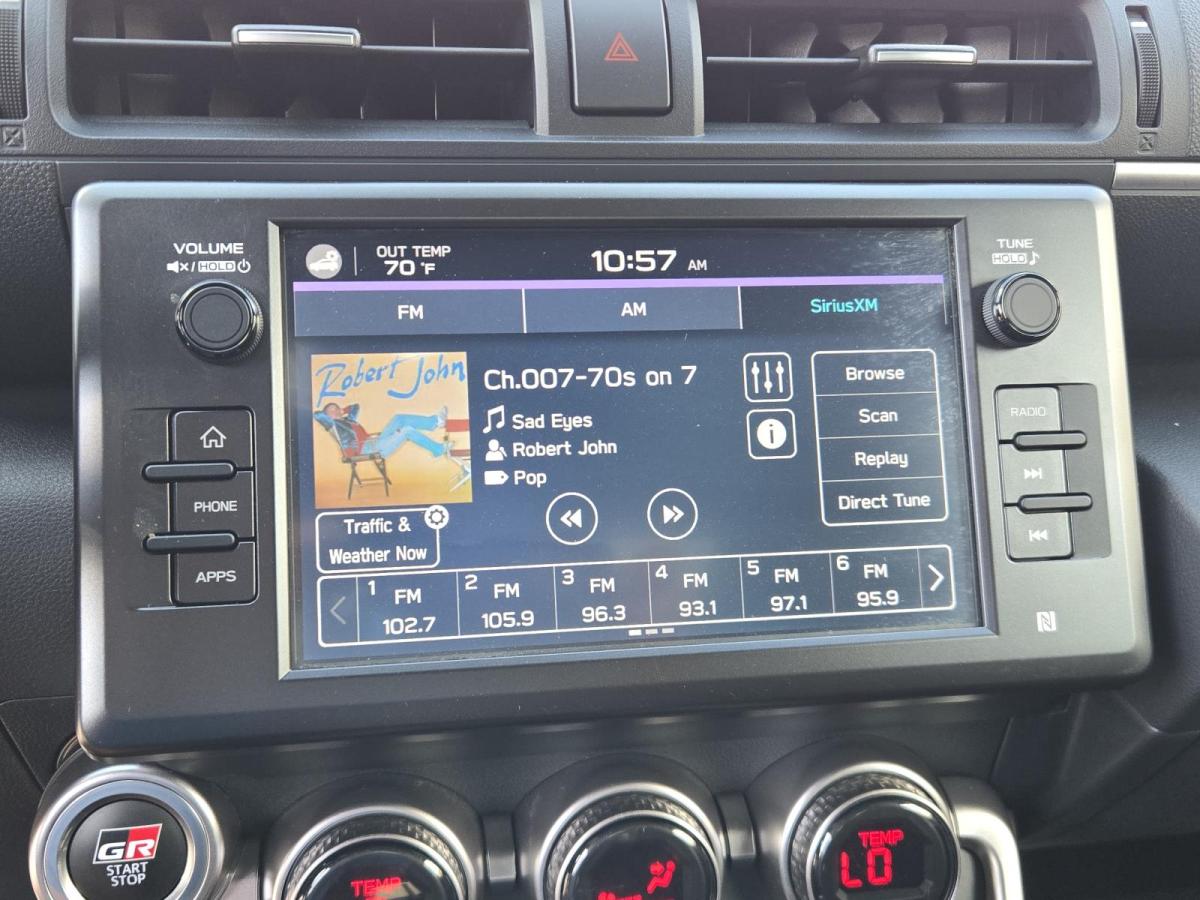 VOLUME
HOLD
OUT TEMP
70 °F
10:57 AM
TUNE
HOLD
FM
AM
SiriusXM
Robert John
Ch.007-70s on 7
Sad Eyes
Robert John
Pop
Browse
Scan
Replay
Direct Tune
Traffic &
Weather Now
1 FM
102.7
2 FM
105.9
3 FM
96.3
4 FM
93.1
5 FM
97.1
6 FM
95.9
PHONE
APPS
RADIO
GR
START
STOP
TEMP
TEMP
LO